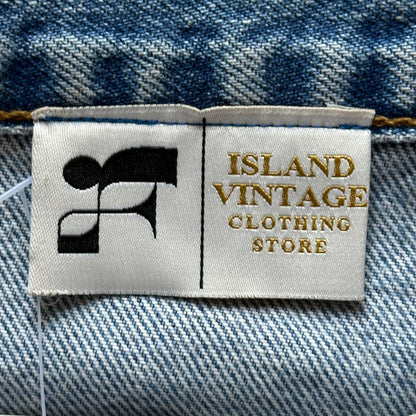 ISLAND
VINTAGE
CLOTHING
STORE